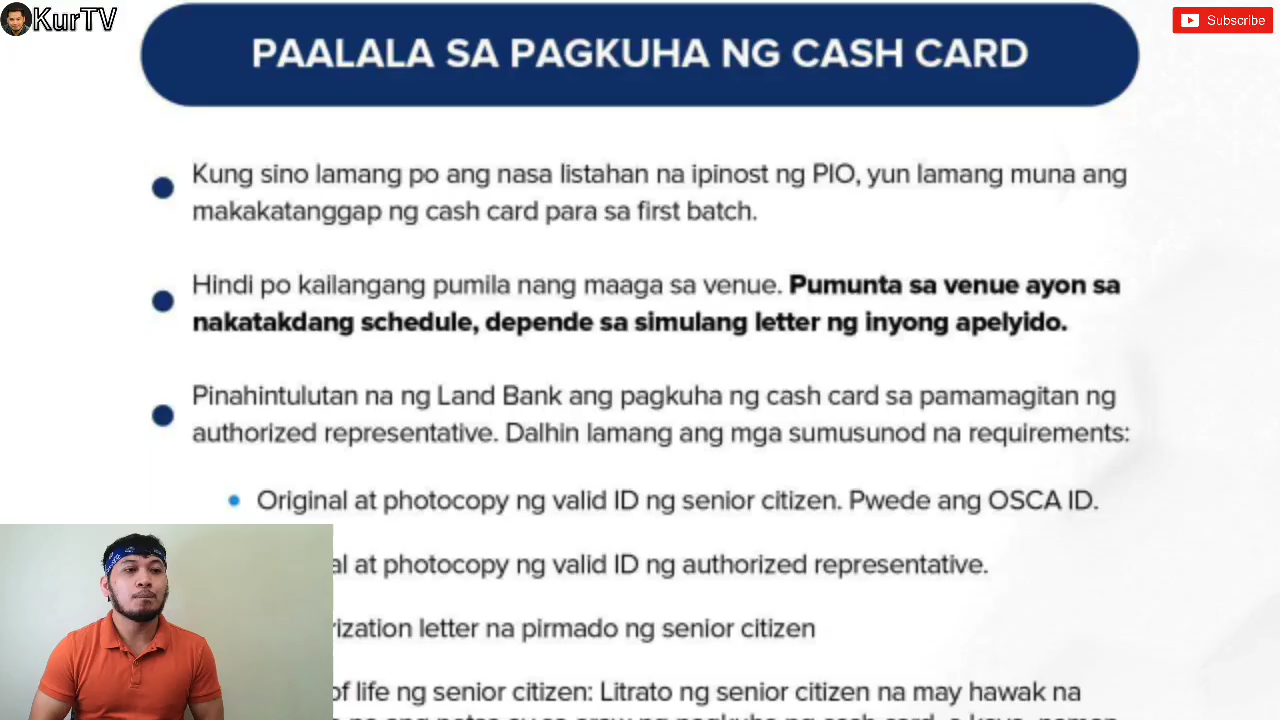 KurTV
Subscribe
PAALALA SA PAGKUHA NG CASH CARD
Kung sino lamang po ang nasa listahan na ipinost ng PIO, yun lamang muna ang
makakatanggap ng cash card para sa first batch.
Hindi po kailangang pumila nang maaga sa venue. Pumunta sa venue ayon sa
nakatakdang schedule, depende sa simulang letter ng inyong apelyido.
Pinahintulutan na ng Land Bank ang pagkuha ng cash card sa pamamagitan ng
authorized representative. Dalhin lamang ang mga sumusunod na requirements:
Original at photocopy ng valid ID ng senior citizen. Pwede ang OSCA ID.
al at photocopy ng valid ID ng authorized representative.
ization letter na pirmado ng senior citizen
of life ng senior citizen: Litrato ng senior citizen na may hawak na